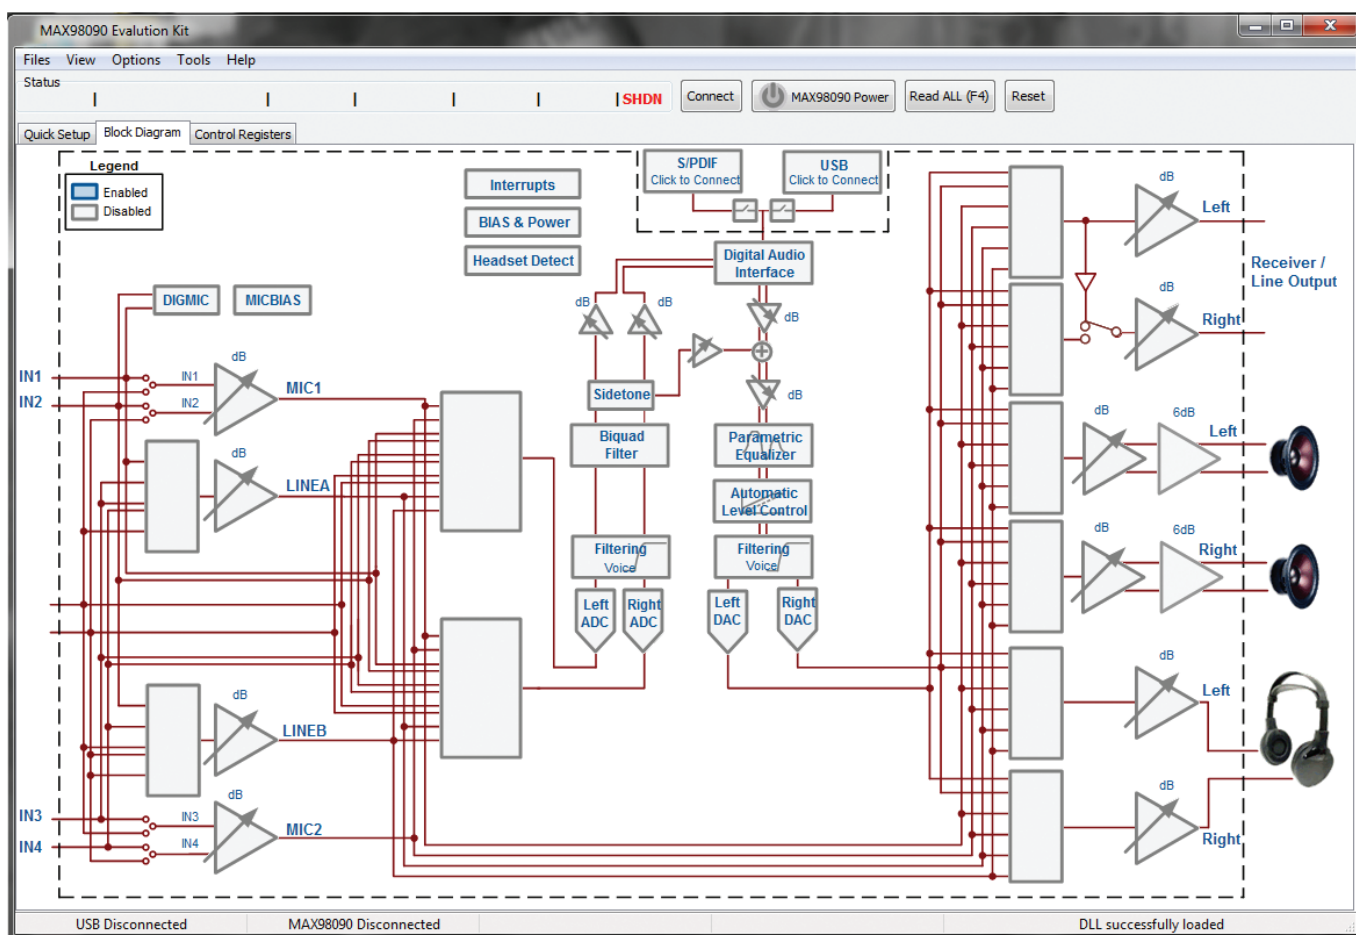 MAX98090 Evalution Kit
Files View Options Tools Help
Status
SHDN
Connect
MAX98090 Power
Read ALL (F4)
Reset
Quick Setup
Block Diagram
Control Registers
Legend
Enabled
Disabled
Interrupts
BIAS & Power
Headset Detect
S/PDIF
Click to Connect
USB
Click to Connect
Digital Audio
Interface
DIGMIC
MICBIAS
dB
dB
dB
dB
Sidetone
Biquad
Filter
Parametric
Equalizer
Automatic
Level Control
Filtering
Voice
Filtering
Voice
Left
ADC
Right
ADC
Left
DAC
Right
DAC
IN1
IN2
IN1
IN2
dB
MIC1
dB
LINEA
dB
LINEB
IN3
IN4
IN3
IN4
dB
MIC2
dB
Left
Receiver /
Line Output
dB
Right
dB
6dB
Left
dB
6dB
Right
dB
Left
dB
Right
USB Disconnected
MAX98090 Disconnected
DLL successfully loaded